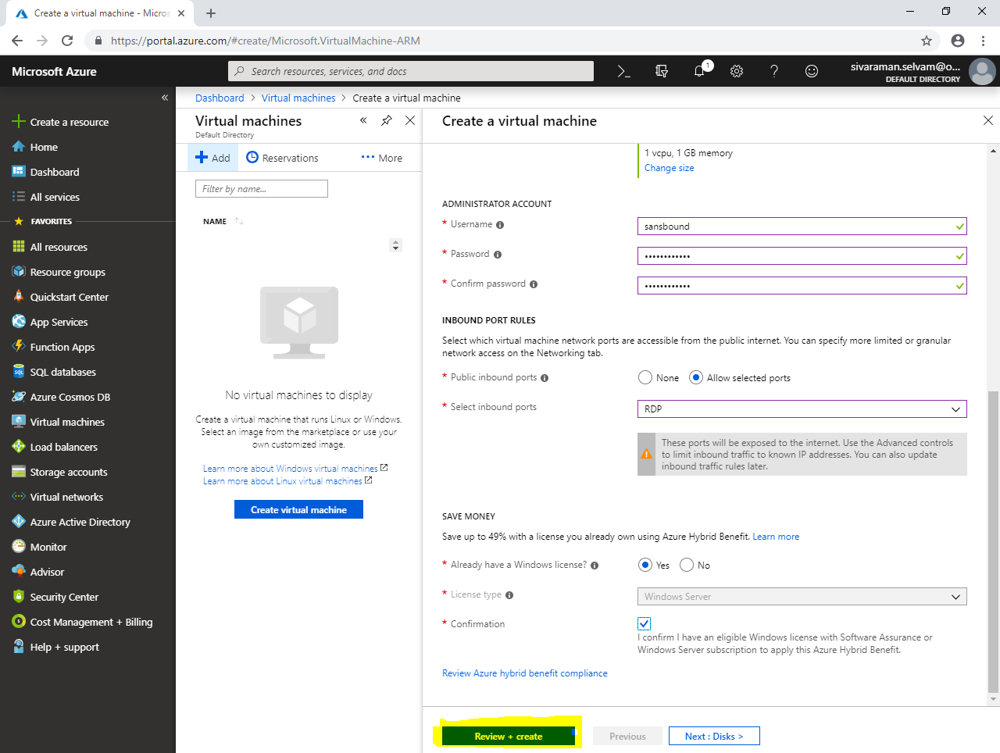 Create a virtual machine - Micros
https://portal.azure.com/#create/Microsoft.VirtualMachine-ARM
Microsoft Azure
Search resources, services, and docs
1
sivaraman.selvam@o...
DEFAULT DIRECTORY
Create a resource
Home
Dashboard
All services
FAVORITES
All resources
Resource groups
Quickstart Center
App Services
Function Apps
SQL databases
Azure Cosmos DB
Virtual machines
Load balancers
Storage accounts
Virtual networks
Azure Active Directory
Monitor
Advisor
Security Center
Cost Management + Billing
Help + support
Dashboard > Virtual machines > Create a virtual machine
Virtual machines
Default Directory
Add
Reservations
More
Filter by name...
NAME
No virtual machines to display
Create a virtual machine that runs Linux or Windows.
Select an image from the marketplace or use your
own customized image.
Learn more about Windows virtual machines
Learn more about Linux virtual machines
Create virtual machine
Create a virtual machine
1 vcpu, 1 GB memory
Change size
ADMINISTRATOR ACCOUNT
* Username
sansbound
* Password
••••••••••••
* Confirm password
••••••••••••
INBOUND PORT RULES
Select which virtual machine network ports are accessible from the public internet. You can specify more limited or granular
network access on the Networking tab.
* Public inbound ports
None
Allow selected ports
* Select inbound ports
RDP
These ports will be exposed to the internet. Use the Advanced controls
to limit inbound traffic to known IP addresses. You can also update
inbound traffic rules later.
SAVE MONEY
Save up to 49% with a license you already own using Azure Hybrid Benefit. Learn more
* Already have a Windows license?
Yes
No
* License type
Windows Server
* Confirmation
I confirm I have an eligible Windows license with Software Assurance or
Windows Server subscription to apply this Azure Hybrid Benefit.
Review Azure hybrid benefit compliance
Review + create
Previous
Next : Disks >